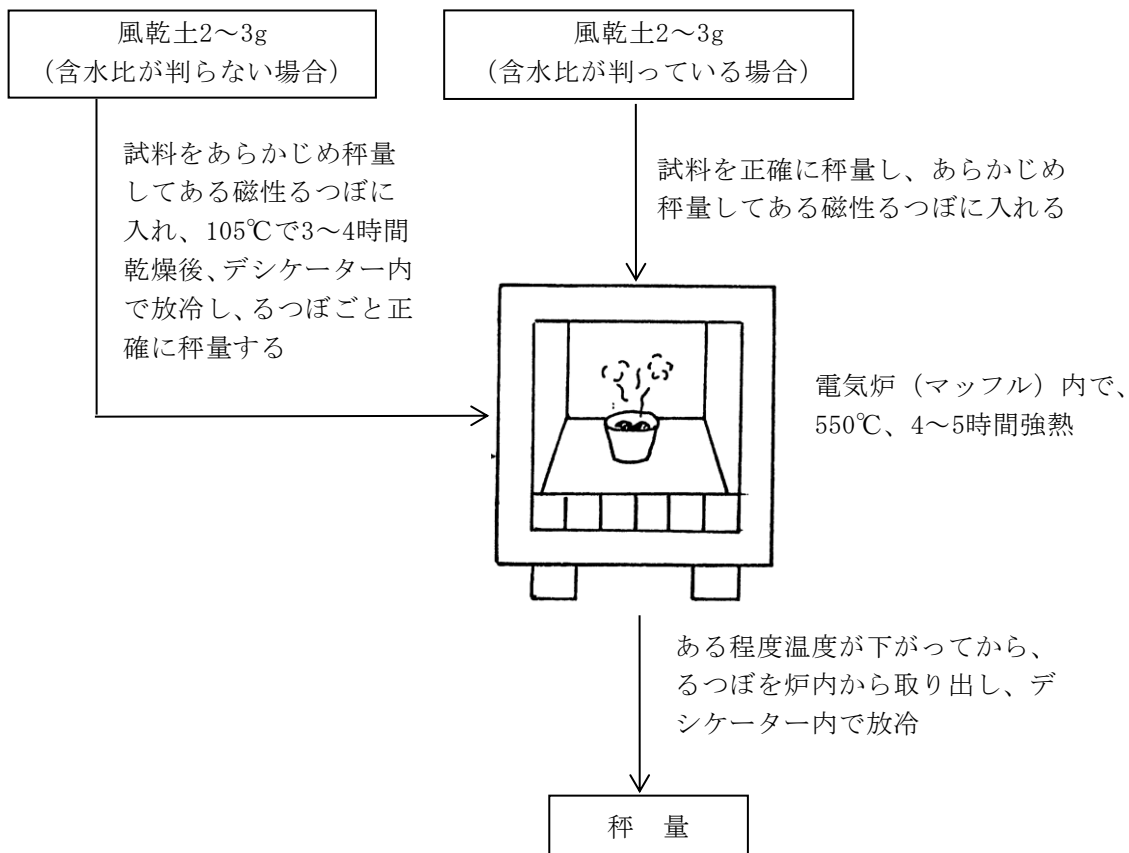 風乾土2～3g
(含水比が判らない場合)
風乾土2～3g
(含水比が判っている場合)
試料をあらかじめ秤量
してある磁性るつぼに
入れ、105℃で3～4時間
乾燥後、デシケーター内
で放冷し、るつぼごと正
確に秤量する
試料を正確に秤量し、あらかじめ
秤量してある磁性るつぼに入れる
電気炉（マッフル）内で、
550℃、4～5時間強熱
ある程度温度が下がってから、
るつぼを炉内から取り出し、デ
シケーター内で放冷
秤　量